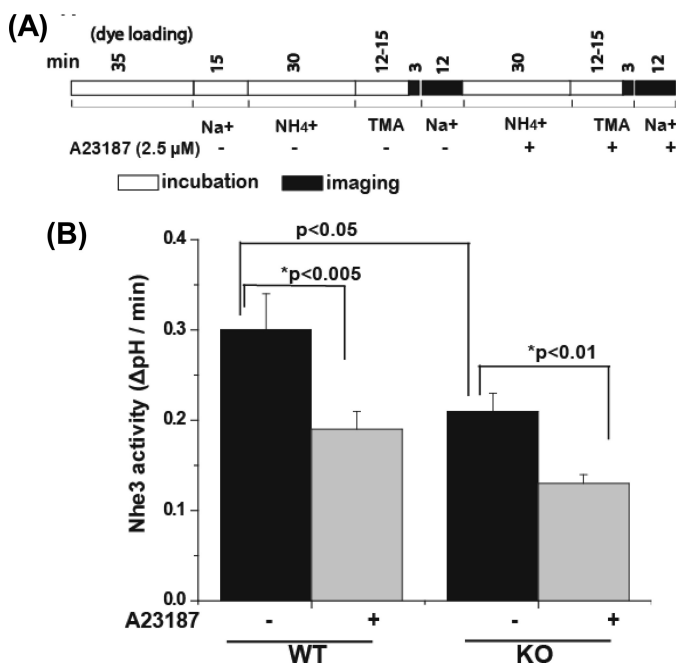 (A)
(dye loading)
min 35 15 30 12-15 3 12 30 12-15 3 12
Na+ NH4+ TMA Na+ NH4+ TMA Na+
A23187 (2.5 µM) - - - - + + +
incubation imaging
(B)
Nhe3 activity (ΔpH / min)
0.4
0.3
0.2
0.1
0.0
p<0.05
*p<0.005
*p<0.01
A23187 - + - +
WT KO